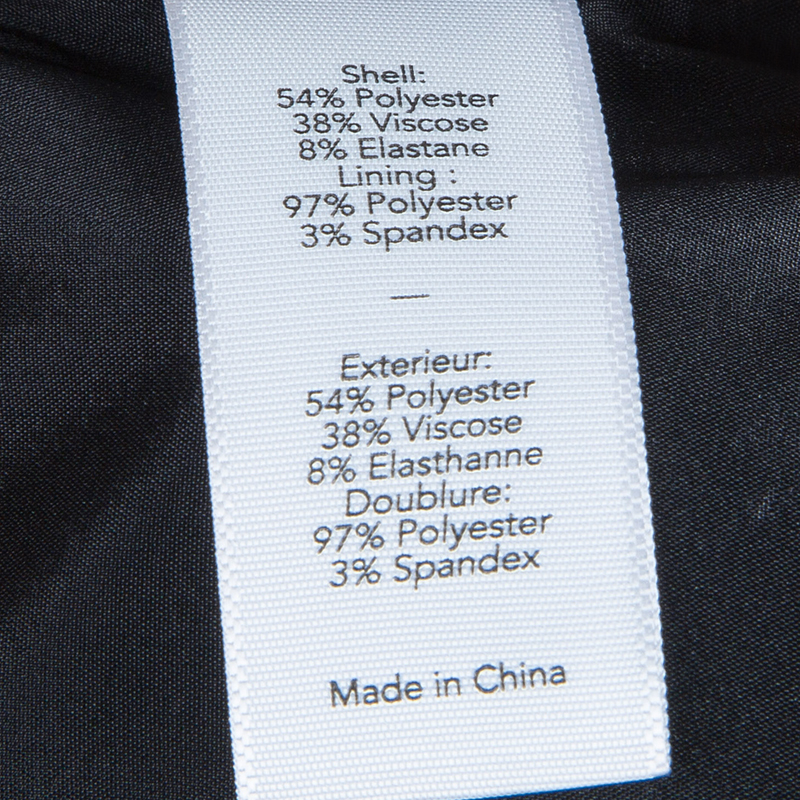 Shell:
54% Polyester
38% Viscose
8% Elastane
Lining :
97% Polyester
3% Spandex
—
Exterieur:
54% Polyester
38% Viscose
8% Elasthanne
Doublure:
97% Polyester
3% Spandex
Made in China